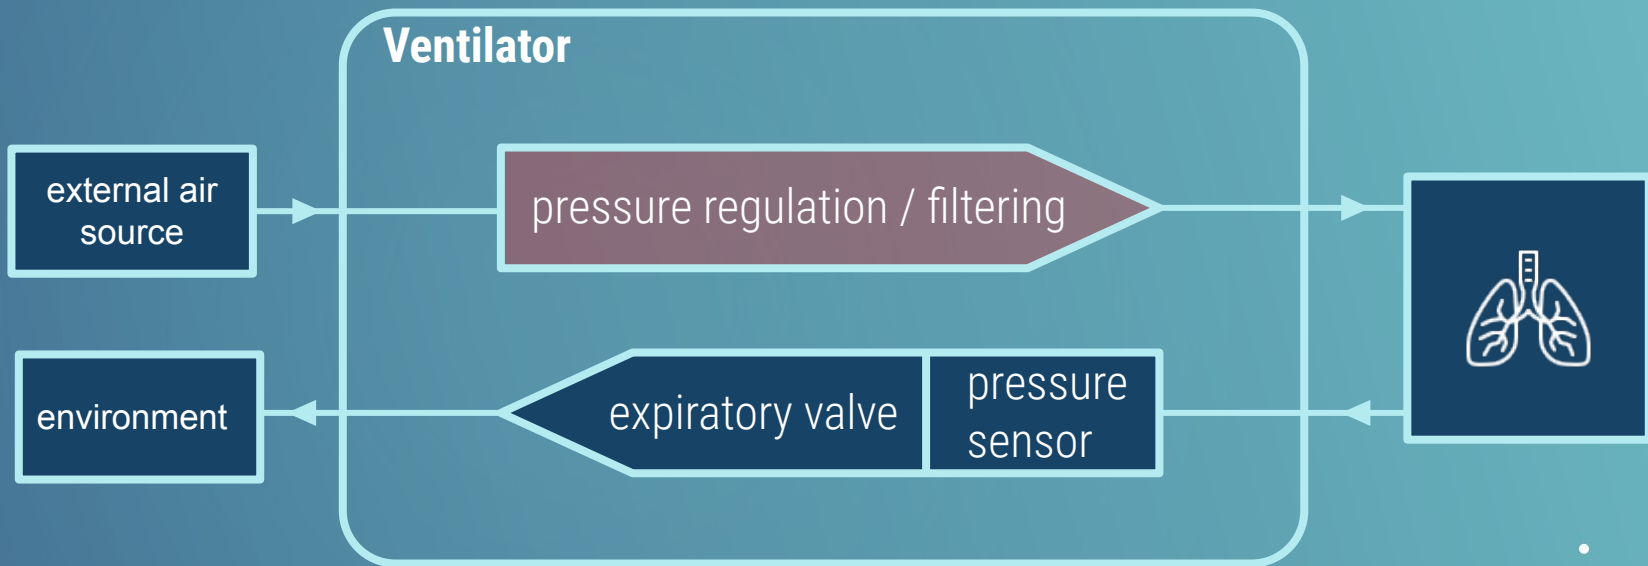 Ventilator
external air
source
pressure regulation / filtering
environment
expiratory valve
pressure
sensor